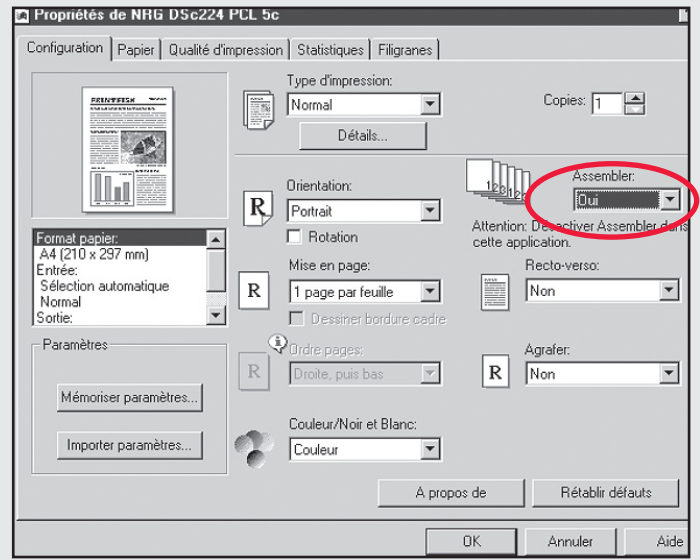 Propriétés de NRG DSc224 PCL 5c
Configuration Papier Qualité d'impression Statistiques Filigranes
PRINTFISH
Type d'impression:
Normal
Copies: 1
Détails...
Orientation:
R
Portrait
Rotation
Assembler:
Oui
Attention: Désactiver Assembler dans
cette application.
Format papier:
A4 (210 x 297 mm)
Entrée:
Sélection automatique
Normal
Sortie:
Mise en page:
R
1 page par feuille
Dessiner bordure cadre
Recto-verso:
Non
Paramètres
Mémoriser paramètres...
Importer paramètres...
Ordre pages:
R
Droite, puis bas
Agrafer:
R
Non
Couleur/Noir et Blanc:
Couleur
A propos de
Rétablir défauts
OK
Annuler
Aide